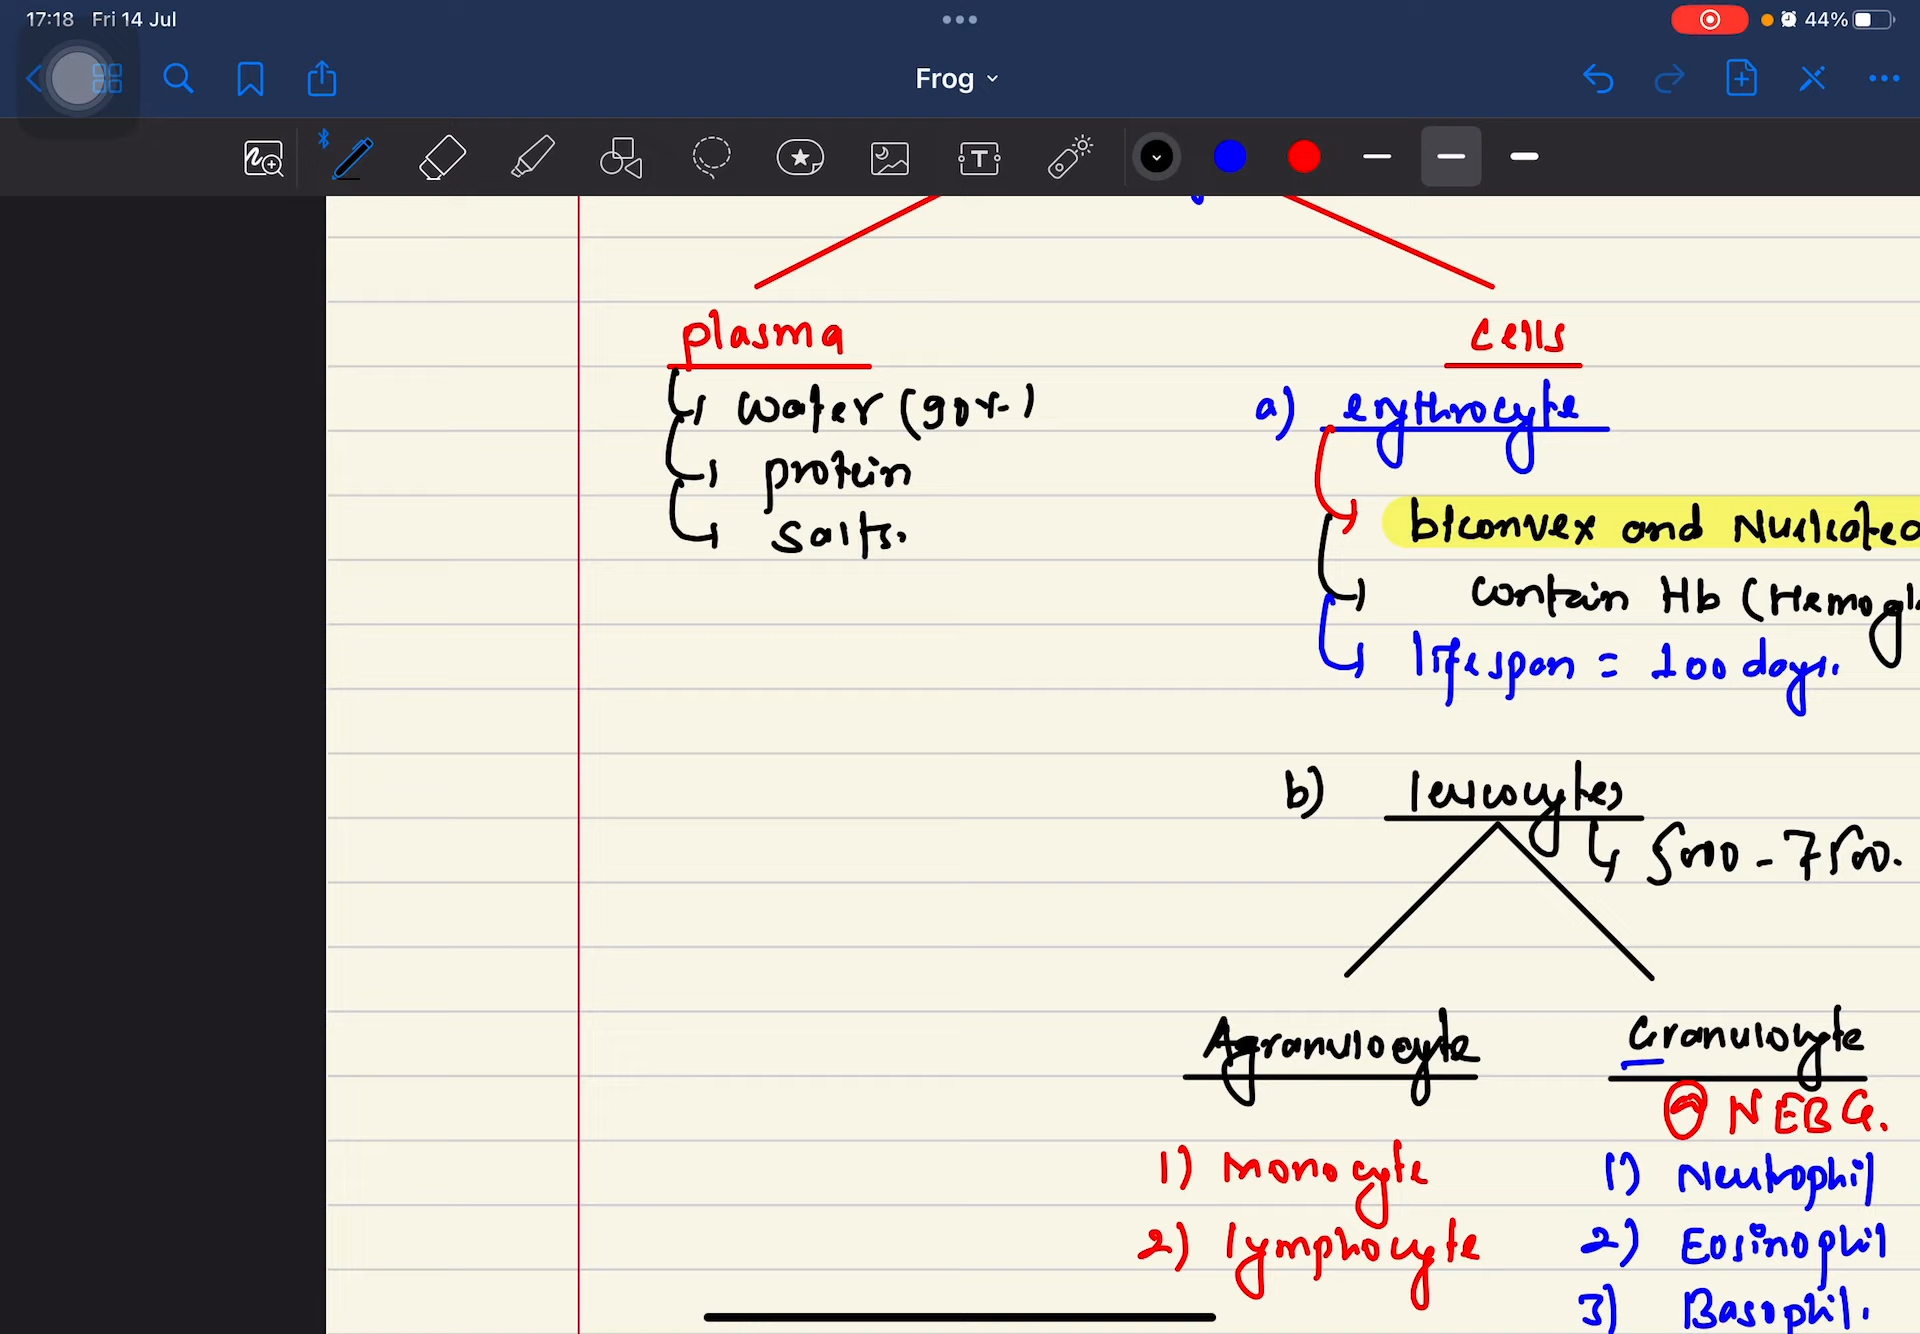 17:18 Fri 14 Jul
44%
Frog
T
plasma
water (90%)
protein
salts.
cells
a) erythrocyte
biconvex and Nucleated
contain Hb (Hemogl
lifespan = 100 days.
b) leucocytes
5000 - 7500.
Agranulocyte
1) Monocyte
2) lymphocyte
Granulocyte
NEBG.
1) Neutrophil
2) Eosinophil
3) Basophil.